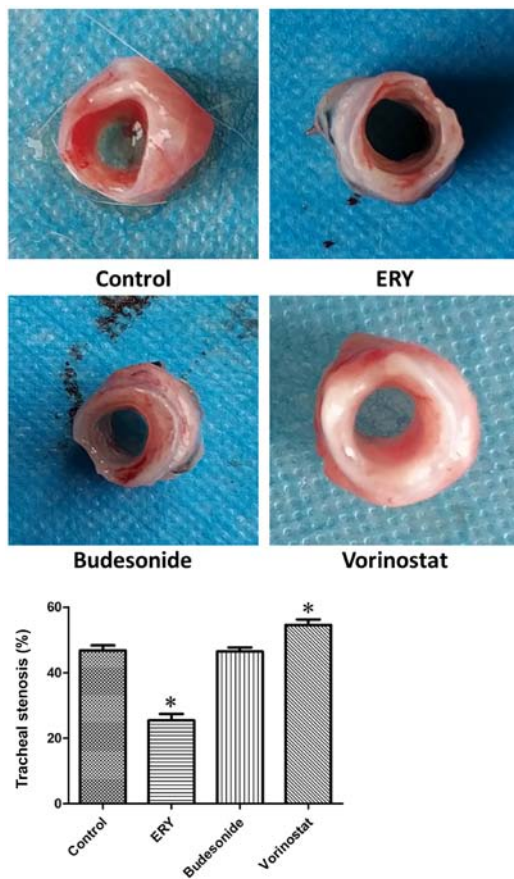 Control
ERY
Budesonide
Vorinostat
Tracheal stenosis (%)
60
40
20
0
*
*
Control
ERY
Budesonide
Vorinostat